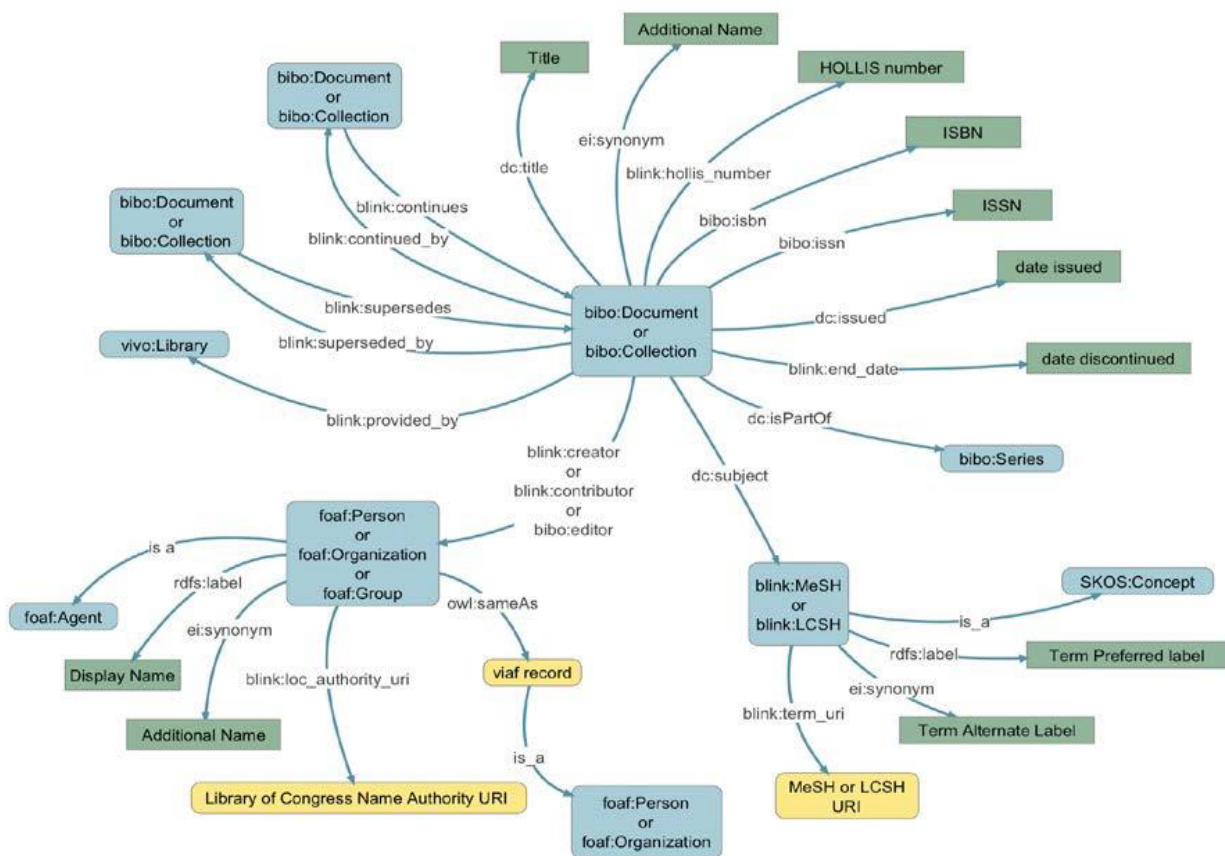 Additional Name
Title
HOLLIS number
bibo:Document
or
bibo:Collection
ISBN
ei:synonym
dc:title
blink:hollis_number
bibo:Document
or
bibo:Collection
blink:continues
ISSN
bibo:isbn
blink:continued_by
bibo:issn
date issued
blink:supersedes
bibo:Document
or
bibo:Collection
dc:issued
vivo:Library
blink:superseded_by
date discontinued
blink:end_date
blink:provided_by
dc:isPartOf
blink:creator
or
blink:contributor
or
bibo:editor
dc:subject
bibo:Series
foaf:Person
or
foaf:Organization
or
foaf:Group
is a
rdfs:label
owl:sameAs
foaf:Agent
ei:synonym
blink:MeSH
or
blink:LCSH
SKOS:Concept
is_a
rdfs:label
Term Preferred label
Display Name
viaf record
blink:loc_authority_uri
ei:synonym
blink:term_uri
Additional Name
Term Alternate Label
is_a
Library of Congress Name Authority URI
MeSH or LCSH
URI
foaf:Person
or
foaf:Organization